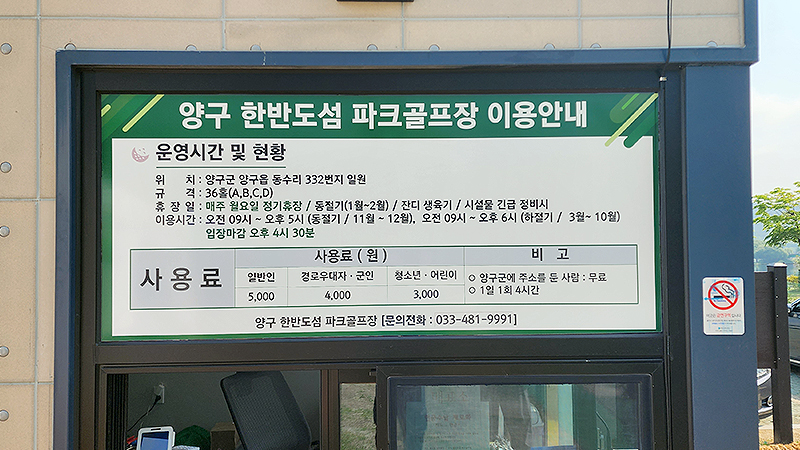 양구 한반도섬 파크골프장 이용안내
운영시간 및 현황
위 치 : 양구군 양구읍 동수리 332번지 일원
규 격 : 36홀(A,B,C,D)
휴 장 일 : 매주 월요일 정기휴장 / 동절기(1월~2월) / 잔디 생육기 / 시설물 긴급 정비시
이용시간 : 오전 09시 ~ 오후 5시 (동절기 / 11월 ~ 12월), 오전 09시 ~ 오후 6시 (하절기 / 3월~ 10월)
입장마감 오후 4시 30분
사용료 사용료 ( 원 ) 비 고
일반인 경로우대자 · 군인 청소년 · 어린이
5,000 4,000 3,000
○ 양구군에 주소를 둔 사람 : 무료
○ 1일 1회 4시간
양구 한반도섬 파크골프장 [문의전화 : 033-481-9991]